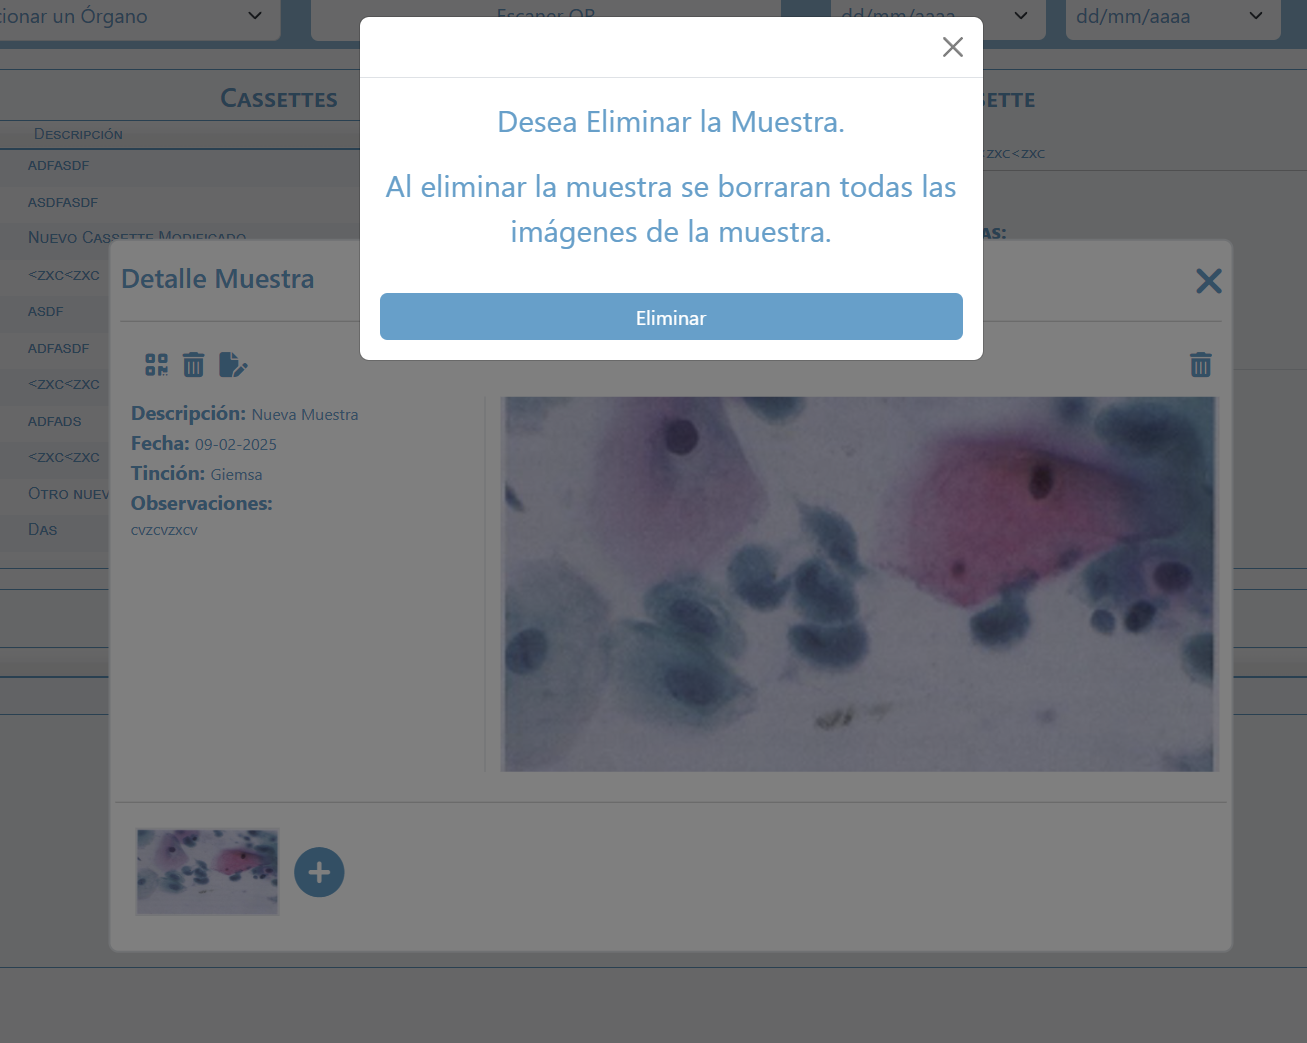 ionar un Órgano
Escaner QR
dd/mm/aaaa
dd/mm/aaaa
Cassettes
Descripción
adfasdf
asdfasdf
Nuevo Cassette Modificado
<zxc<zxc
asdf
adfasdf
<zxc<zxc
adfads
<zxc<zxc
Otro nuev
Das
sette
<zxc<zxc
as:
Desea Eliminar la Muestra.
Al eliminar la muestra se borraran todas las
imágenes de la muestra.
Eliminar
Detalle Muestra
Descripción: Nueva Muestra
Fecha: 09-02-2025
Tinción: Giemsa
Observaciones:
cvzcvzxcv